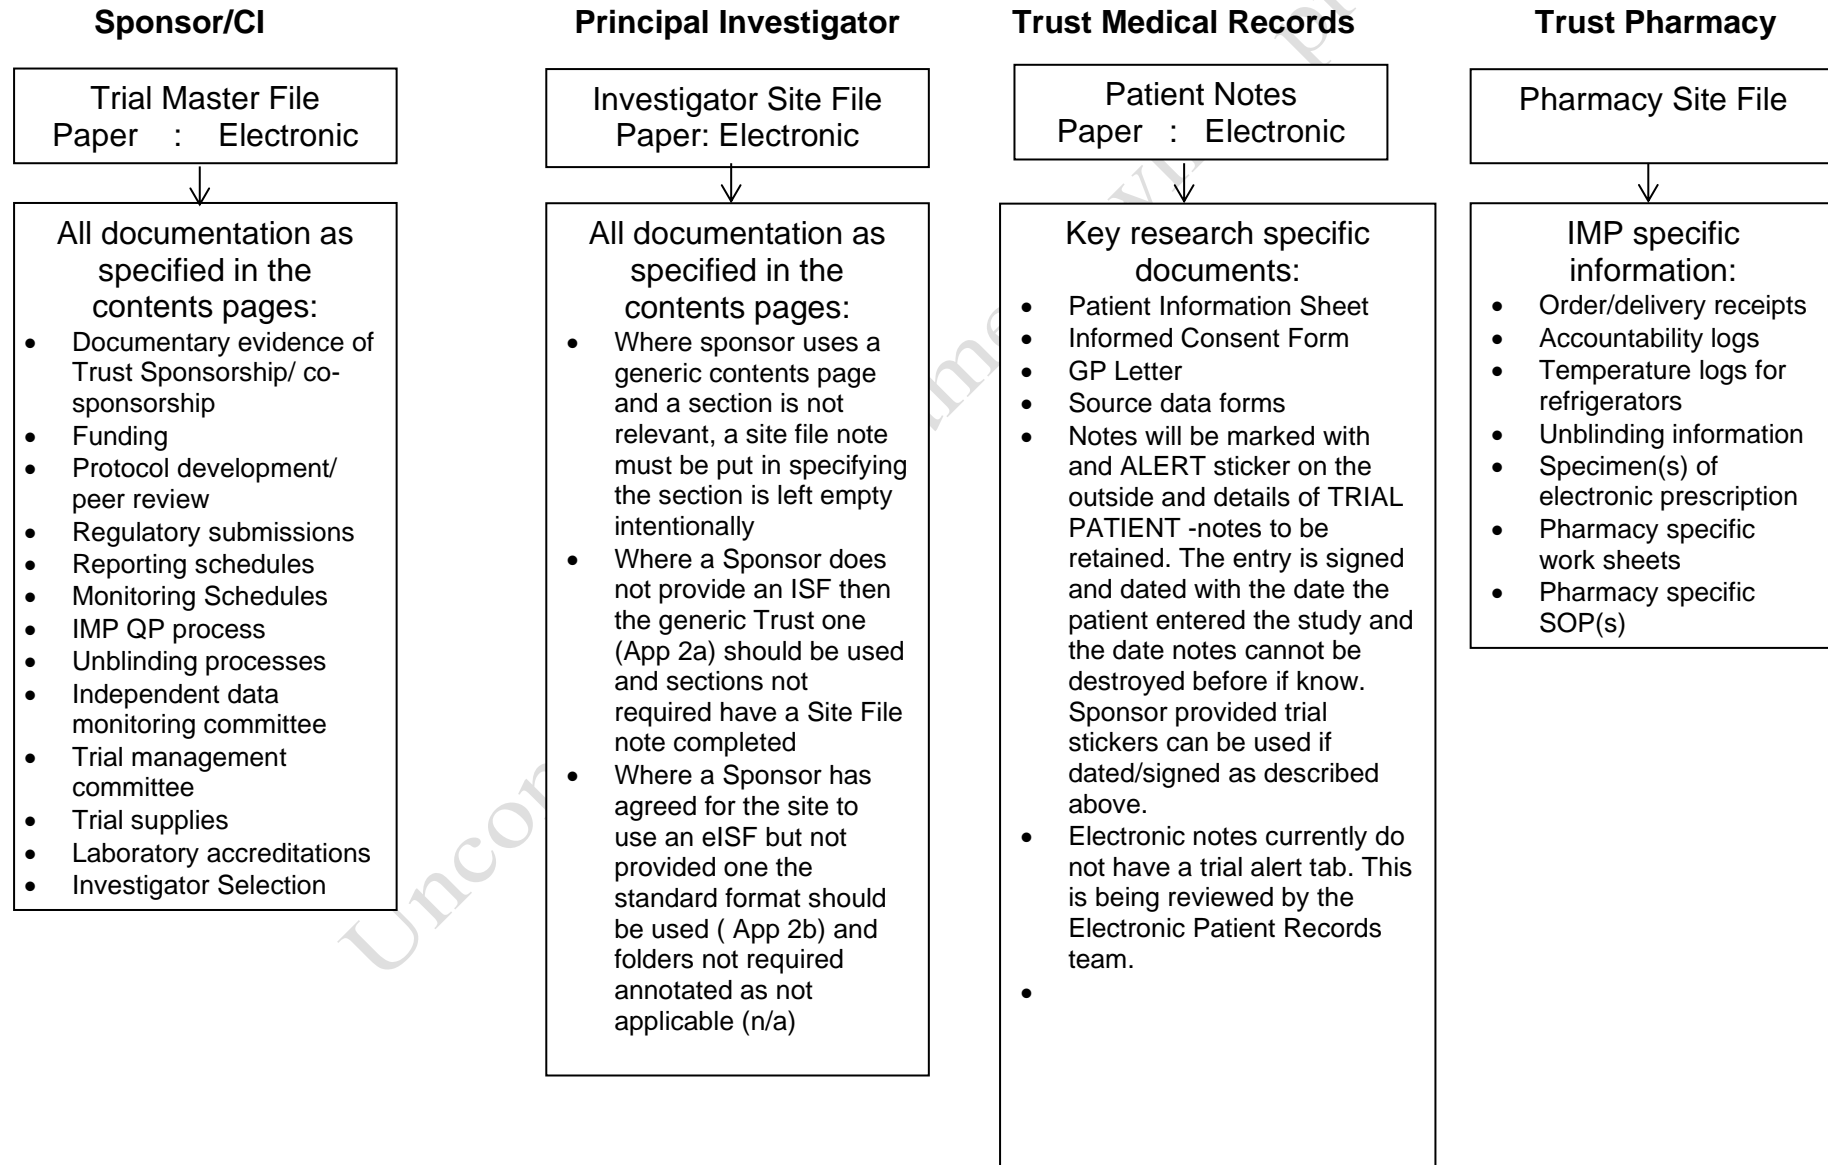 Sponsor/CI
Trial Master File
Paper : Electronic
All documentation as
specified in the
contents pages:
• Documentary evidence of
Trust Sponsorship/ co-
sponsorship
• Funding
• Protocol development/
peer review
• Regulatory submissions
• Reporting schedules
• Monitoring Schedules
• IMP QP process
• Unblinding processes
• Independent data
monitoring committee
• Trial management
committee
• Trial supplies
• Laboratory accreditations
• Investigator Selection
Principal Investigator
Investigator Site File
Paper: Electronic
All documentation as
specified in the
contents pages:
• Where sponsor uses a
generic contents page
and a section is not
relevant, a site file note
must be put in specifying
the section is left empty
intentionally
• Where a Sponsor does
not provide an ISF then
the generic Trust one
(App 2a) should be used
and sections not
required have a Site File
note completed
• Where a Sponsor has
agreed for the site to
use an eISF but not
provided one the
standard format should
be used ( App 2b) and
folders not required
annotated as not
applicable (n/a)
Trust Medical Records
Patient Notes
Paper : Electronic
Key research specific
documents:
• Patient Information Sheet
• Informed Consent Form
• GP Letter
• Source data forms
• Notes will be marked with
and ALERT sticker on the
outside and details of TRIAL
PATIENT -notes to be
retained. The entry is signed
and dated with the date the
patient entered the study and
the date notes cannot be
destroyed before if know.
Sponsor provided trial
stickers can be used if
dated/signed as described
above.
• Electronic notes currently do
not have a trial alert tab. This
is being reviewed by the
Electronic Patient Records
team.
•
Trust Pharmacy
Pharmacy Site File
IMP specific
information:
• Order/delivery receipts
• Accountability logs
• Temperature logs for
refrigerators
• Unblinding information
• Specimen(s) of
electronic prescription
• Pharmacy specific
work sheets
• Pharmacy specific
SOP(s)